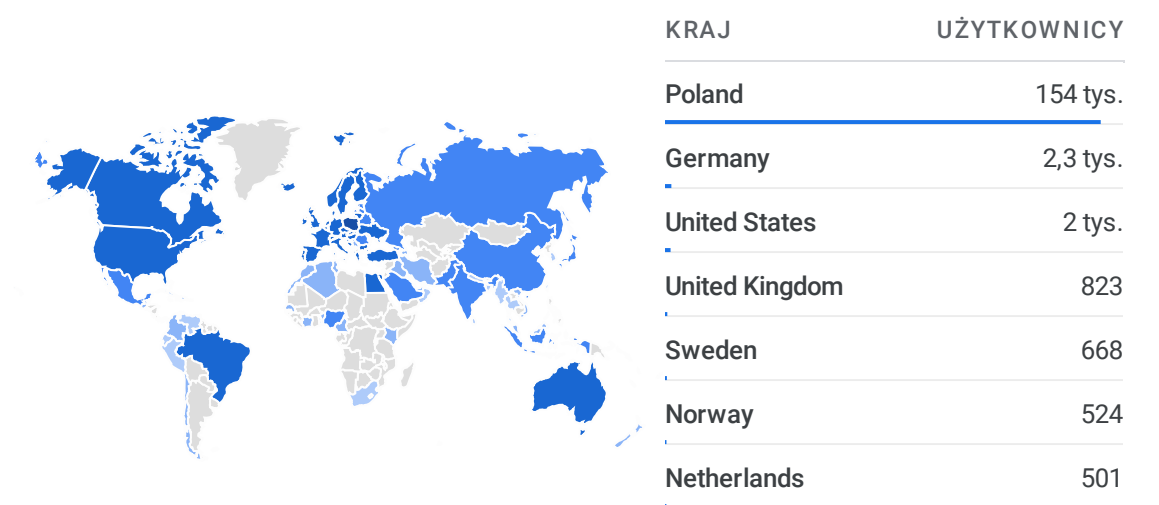 KRAJ UŻYTKOWNICY
Poland 154 tys.
Germany 2,3 tys.
United States 2 tys.
United Kingdom 823
Sweden 668
Norway 524
Netherlands 501